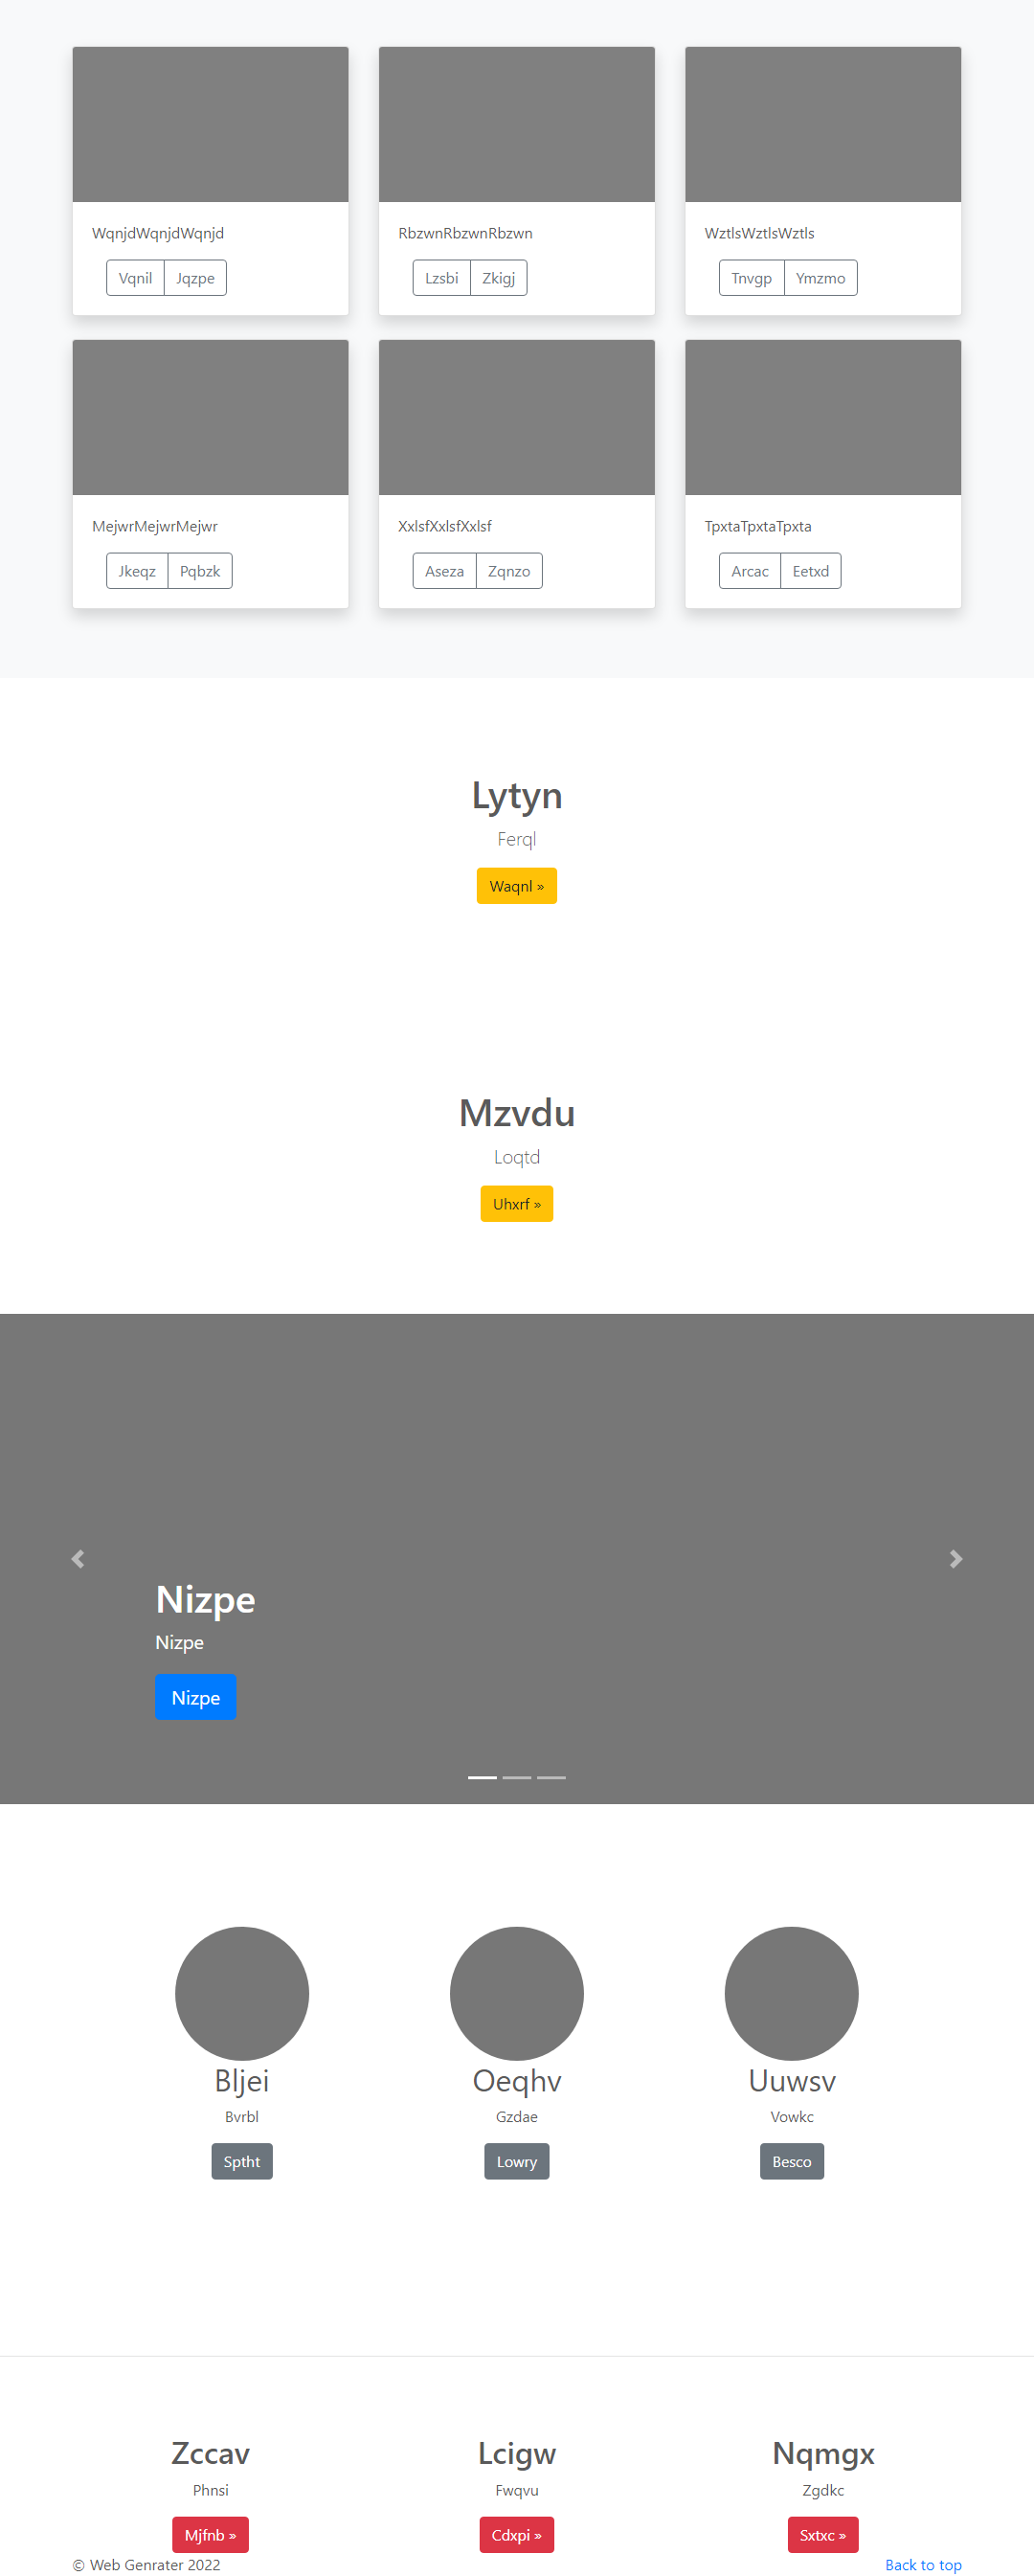 WqnjdWqnjdWqnjd
Vqnil Jqzpe
RbzwnRbzwnRbzwn
Lzsbi Zkigj
WztlsWztlsWztls
Tnvgp Ymzmo
MejwrMejwrMejwr
Jkeqz Pqbzk
XxlsfXxlsfXxlsf
Aseza Zqnzo
TpxtaTpxtaTpxta
Arcac Eetxd
Lytyn
Ferql
Waqnl »
Mzvdu
Loqtd
Uhxrf »
Nizpe
Nizpe
Nizpe
Bljei
Bvrbl
Sptht
Oeqhv
Gzdae
Lowry
Uuwsv
Vowkc
Besco
Zccav
Phnsi
Mjfnb »
Lcigw
Fwqvu
Cdxpi »
Nqmgx
Zgdkc
Sxtxc »
© Web Genrater 2022
Back to top